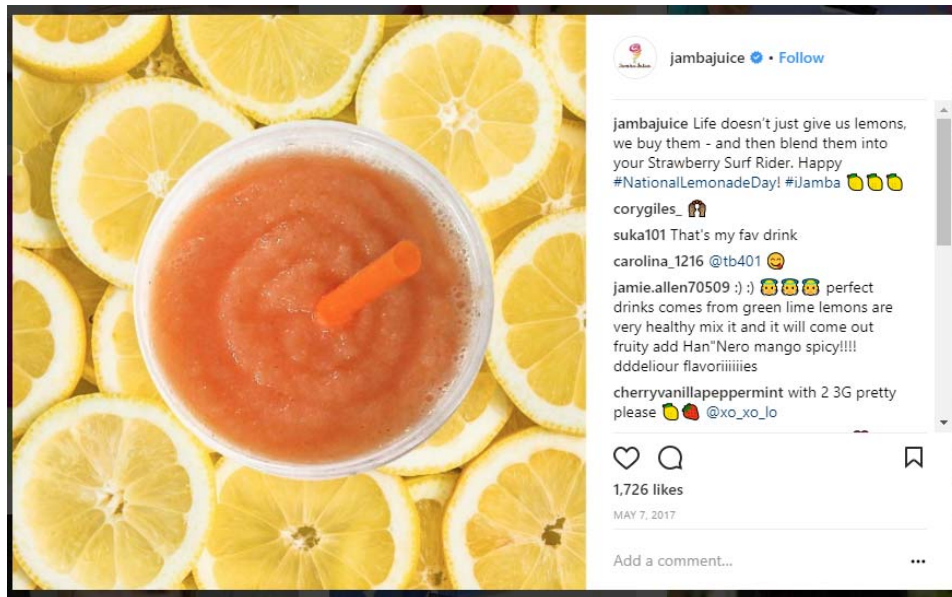 jambajuice • Follow
jambajuice Life doesn't just give us lemons,
we buy them - and then blend them into
your Strawberry Surf Rider. Happy
#NationalLemonadeDay! #iJamba 🍋🍋🍋
corygiles_ 🙌
suka101 That's my fav drink
carolina_1216 @tb401 😋
jamie.allen70509 :) :) 😇😇😇 perfect
drinks comes from green lime lemons are
very healthy mix it and it will come out
fruity add Han"Nero mango spicy!!!!
dddeliour flavoriiiiiies
cherryvanillapeppermint with 2 3G pretty
please 🍋🍓 @xo_xo_lo
1,726 likes
MAY 7, 2017
Add a comment...